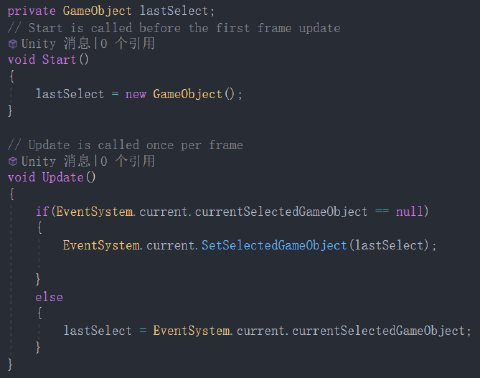 private GameObject lastSelect;
// Start is called before the first frame update
Unity 消息|0 个引用
void Start()
{
lastSelect = new GameObject();
}
// Update is called once per frame
Unity 消息|0 个引用
void Update()
{
if(EventSystem.current.currentSelectedGameObject == null)
{
EventSystem.current.SetSelectedGameObject(lastSelect);
}
else
{
lastSelect = EventSystem.current.currentSelectedGameObject;
}
}